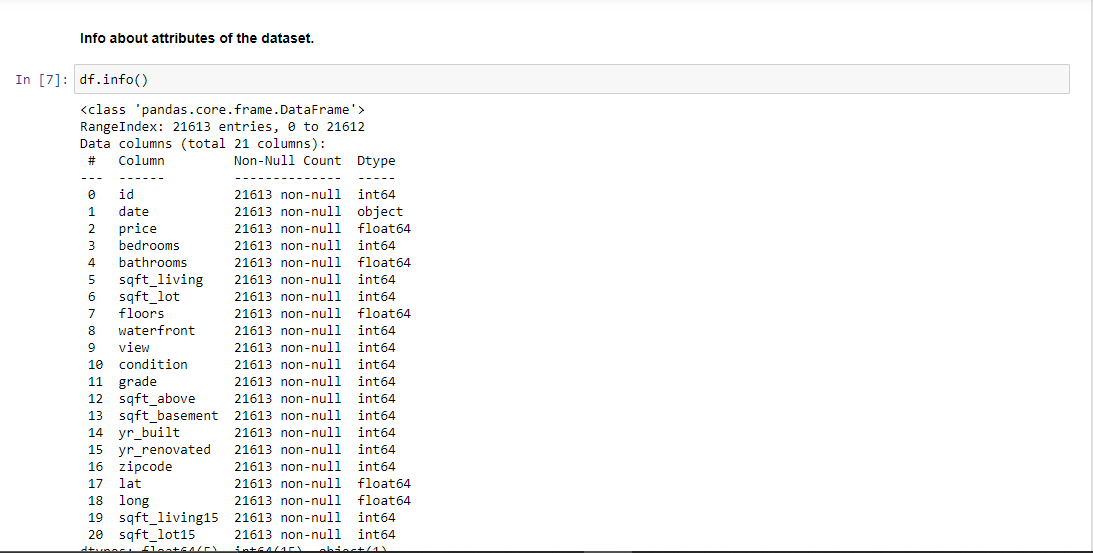 Info about attributes of the dataset.
In [7]: df.info()
<class 'pandas.core.frame.DataFrame'>
RangeIndex: 21613 entries, 0 to 21612
Data columns (total 21 columns):
 #   Column         Non-Null Count  Dtype
---  ------         --------------  -----
 0   id             21613 non-null  int64
 1   date           21613 non-null  object
 2   price          21613 non-null  float64
 3   bedrooms       21613 non-null  int64
 4   bathrooms      21613 non-null  float64
 5   sqft_living    21613 non-null  int64
 6   sqft_lot       21613 non-null  int64
 7   floors         21613 non-null  float64
 8   waterfront     21613 non-null  int64
 9   view           21613 non-null  int64
 10  condition      21613 non-null  int64
 11  grade          21613 non-null  int64
 12  sqft_above     21613 non-null  int64
 13  sqft_basement  21613 non-null  int64
 14  yr_built       21613 non-null  int64
 15  yr_renovated   21613 non-null  int64
 16  zipcode        21613 non-null  int64
 17  lat            21613 non-null  float64
 18  long           21613 non-null  float64
 19  sqft_living15  21613 non-null  int64
 20  sqft_lot15     21613 non-null  int64
dtypes: float64(5), int64(15), object(1)